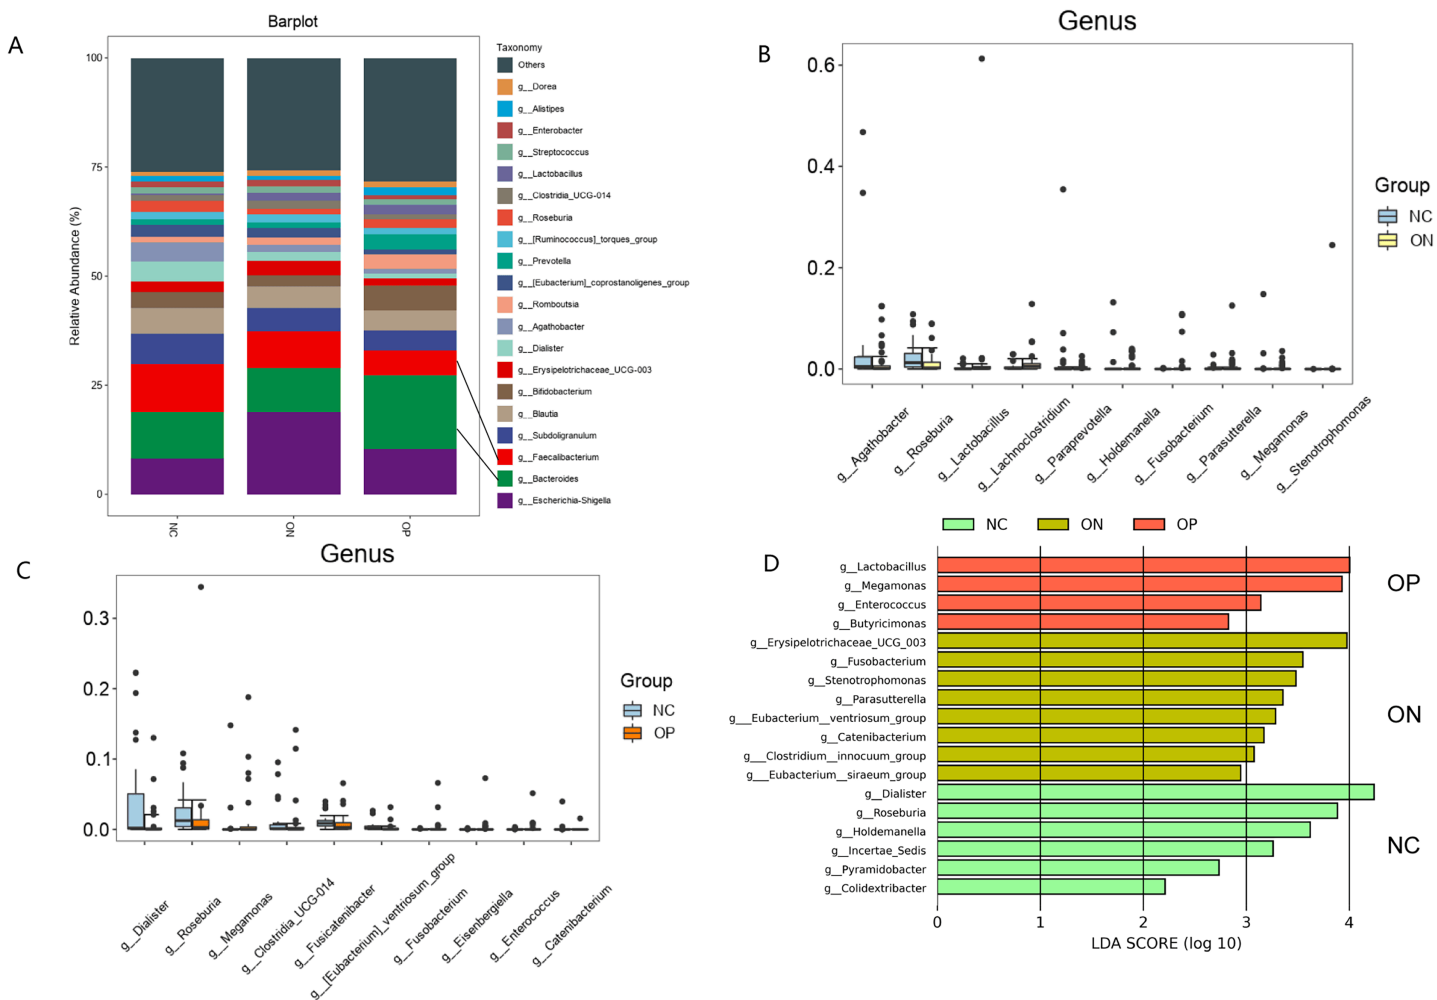 A
Barplot
Relative Abundance (%)
100
75
50
25
0
NC
ON
OP
Taxonomy
Others
g__Dorea
g__Alistipes
g__Enterobacter
g__Streptococcus
g__Lactobacillus
g__Clostridia_UCG-014
g__Roseburia
g__[Ruminococcus]_torques_group
g__Prevotella
g__[Eubacterium]_coprostanoligenes_group
g__Romboutsia
g__Agathobacter
g__Dialister
g__Erysipelotrichaceae_UCG-003
g__Bifidobacterium
g__Blautia
g__Subdoligranulum
g__Faecalibacterium
g__Bacteroides
g__Escherichia-Shigella
B
Genus
0.6
0.4
0.2
0.0
g__Agathobacter
g__Roseburia
g__Lactobacillus
g__Lachnoclostridium
g__Paraprevotella
g__Holdemanella
g__Fusobacterium
g__Parasutterella
g__Megamonas
g__Stenotrophomonas
Group
NC
ON
C
Genus
0.3
0.2
0.1
0.0
g__Dialister
g__Roseburia
g__Megamonas
g__Clostridia_UCG-014
g__Fusicatenibacter
g__[Eubacterium]_ventriosum_group
g__Fusobacterium
g__Eisenbergiella
g__Enterococcus
g__Catenibacterium
Group
NC
OP
D
NC ON OP
g__Lactobacillus
g__Megamonas
g__Enterococcus
g__Butyricimonas
g__Erysipelotrichaceae_UCG_003
g__Fusobacterium
g__Stenotrophomonas
g__Parasutterella
g___Eubacterium__ventriosum_group
g__Catenibacterium
g___Clostridium__innocuum_group
g___Eubacterium__siraeum_group
g__Dialister
g__Roseburia
g__Holdemanella
g__Incertae_Sedis
g__Pyramidobacter
g__Colidextribacter
OP
ON
NC
0 1 2 3 4
LDA SCORE (log 10)